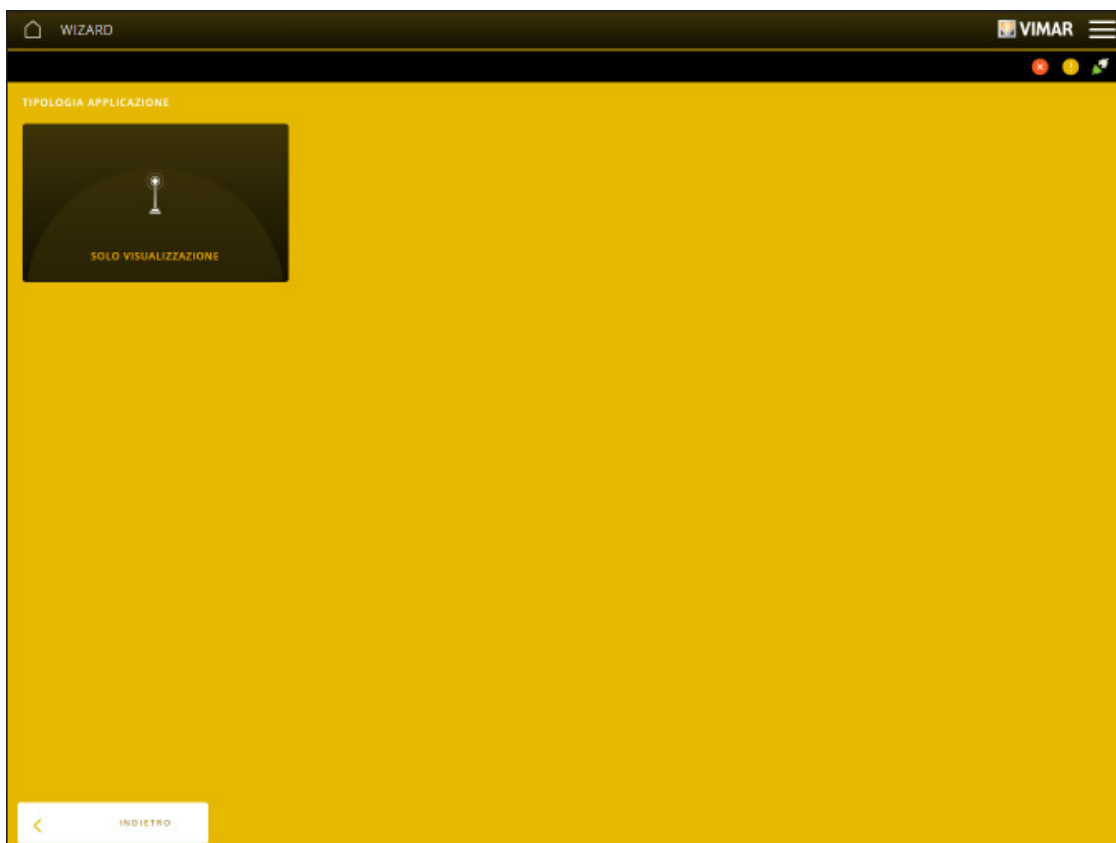 WIZARD
VIMAR
TIPOLOGIA APPLICAZIONE
SOLO VISUALIZZAZIONE
INDIETRO